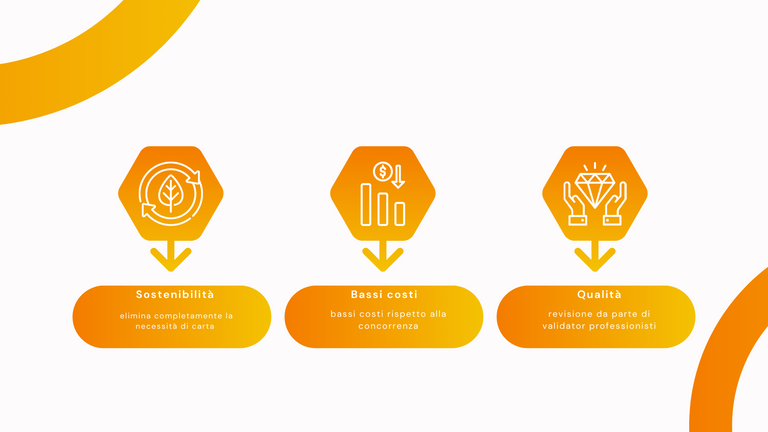 Sostenibilità
elimina completamente la
necessità di carta
Bassi costi
bassi costi rispetto alla
concorrenza
Qualità
revisione da parte di
validator professionisti